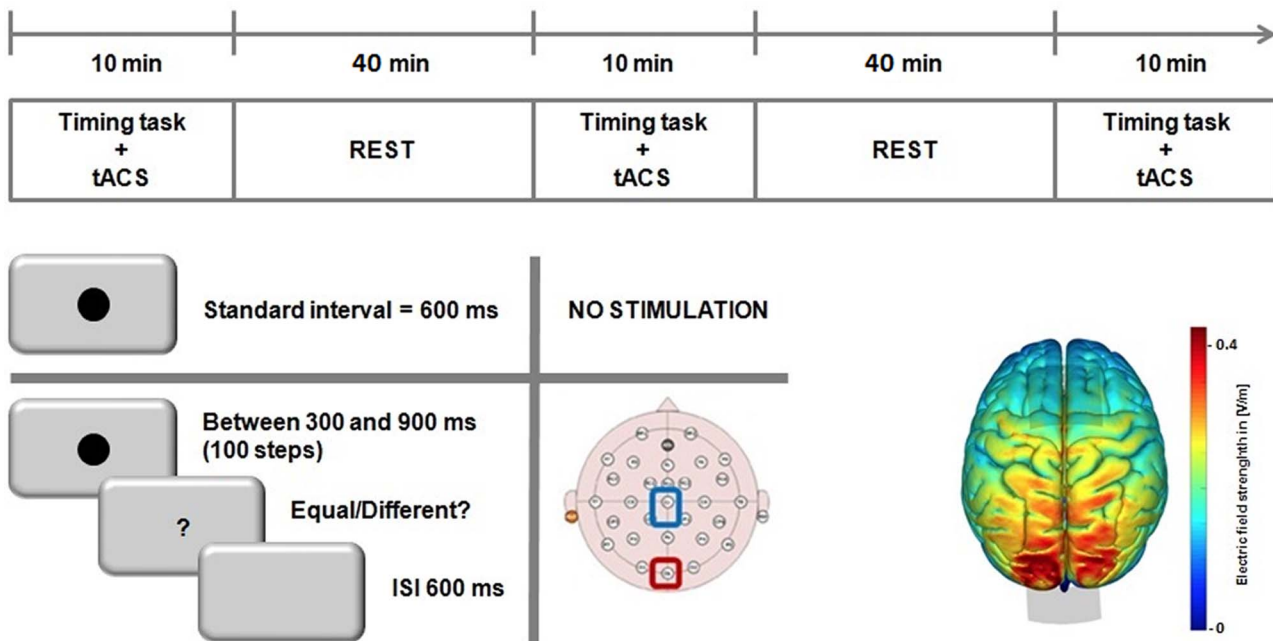 10 min
40 min
10 min
40 min
10 min
Timing task
+
tACS
REST
Timing task
+
tACS
REST
Timing task
+
tACS
Standard interval = 600 ms
NO STIMULATION
Between 300 and 900 ms
(100 steps)
?
Equal/Different?
ISI 600 ms
- 0.4
Electric field strenghth in [V/m]
- 0